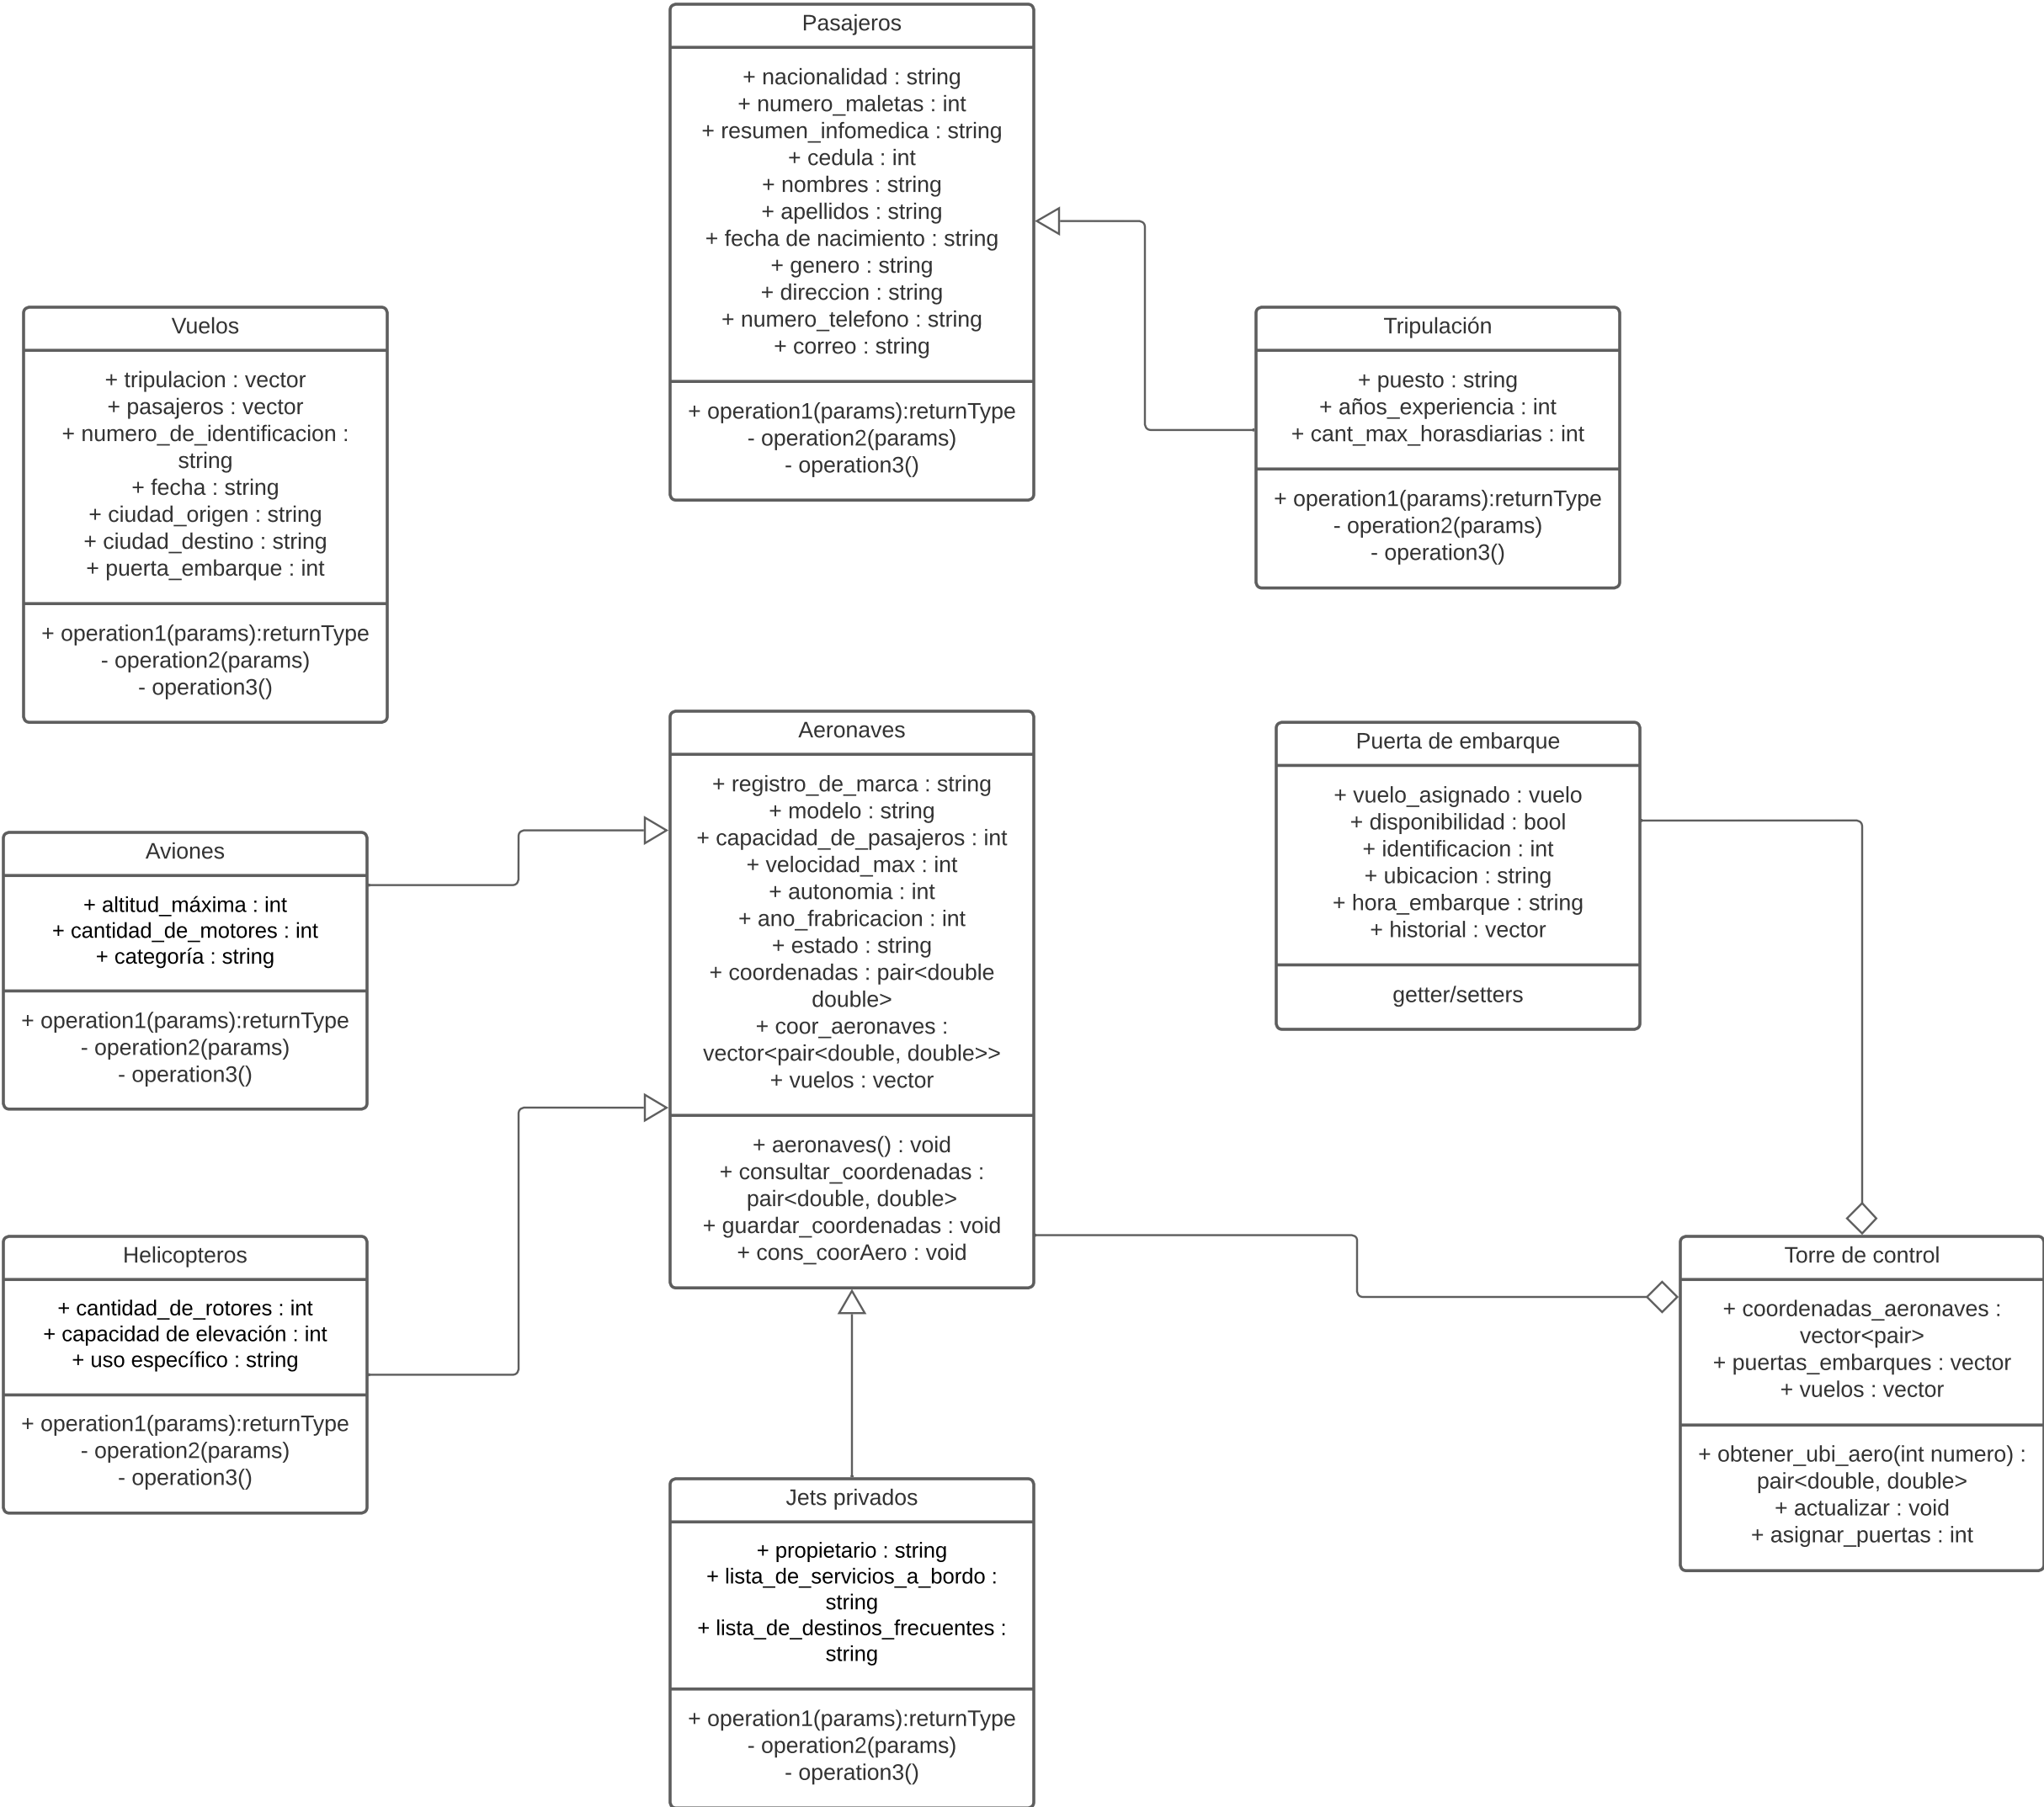 Pasajeros
+ nacionalidad : string
+ numero_maletas : int
+ resumen_infomedica : string
+ cedula : int
+ nombres : string
+ apellidos : string
+ fecha de nacimiento : string
+ genero : string
+ direccion : string
+ numero_telefono : string
+ correo : string
+ operation1(params):returnType
- operation2(params)
- operation3()
Vuelos
+ tripulacion : vector
+ pasajeros : vector
+ numero_de_identificacion :
string
+ fecha : string
+ ciudad_origen : string
+ ciudad_destino : string
+ puerta_embarque : int
+ operation1(params):returnType
- operation2(params)
- operation3()
Tripulación
+ puesto : string
+ años_experiencia : int
+ cant_max_horasdiarias : int
+ operation1(params):returnType
- operation2(params)
- operation3()
Aeronaves
+ registro_de_marca : string
+ modelo : string
+ capacidad_de_pasajeros : int
+ velocidad_max : int
+ autonomia : int
+ ano_frabricacion : int
+ estado : string
+ coordenadas : pair<double
double>
+ coor_aeronaves :
vector<pair<double, double>>
+ vuelos : vector
+ aeronaves() : void
+ consultar_coordenadas :
pair<double, double>
+ guardar_coordenadas : void
+ cons_coorAero : void
Puerta de embarque
+ vuelo_asignado : vuelo
+ disponibilidad : bool
+ identificacion : int
+ ubicacion : string
+ hora_embarque : string
+ historial : vector
getter/setters
Aviones
+ altitud_máxima : int
+ cantidad_de_motores : int
+ categoría : string
+ operation1(params):returnType
- operation2(params)
- operation3()
Helicopteros
+ cantidad_de_rotores : int
+ capacidad de elevación : int
+ uso específico : string
+ operation1(params):returnType
- operation2(params)
- operation3()
Torre de control
+ coordenadas_aeronaves :
vector<pair>
+ puertas_embarques : vector
+ vuelos : vector
+ obtener_ubi_aero(int numero) :
pair<double, double>
+ actualizar : void
+ asignar_puertas : int
Jets privados
+ propietario : string
+ lista_de_servicios_a_bordo :
string
+ lista_de_destinos_frecuentes :
string
+ operation1(params):returnType
- operation2(params)
- operation3()